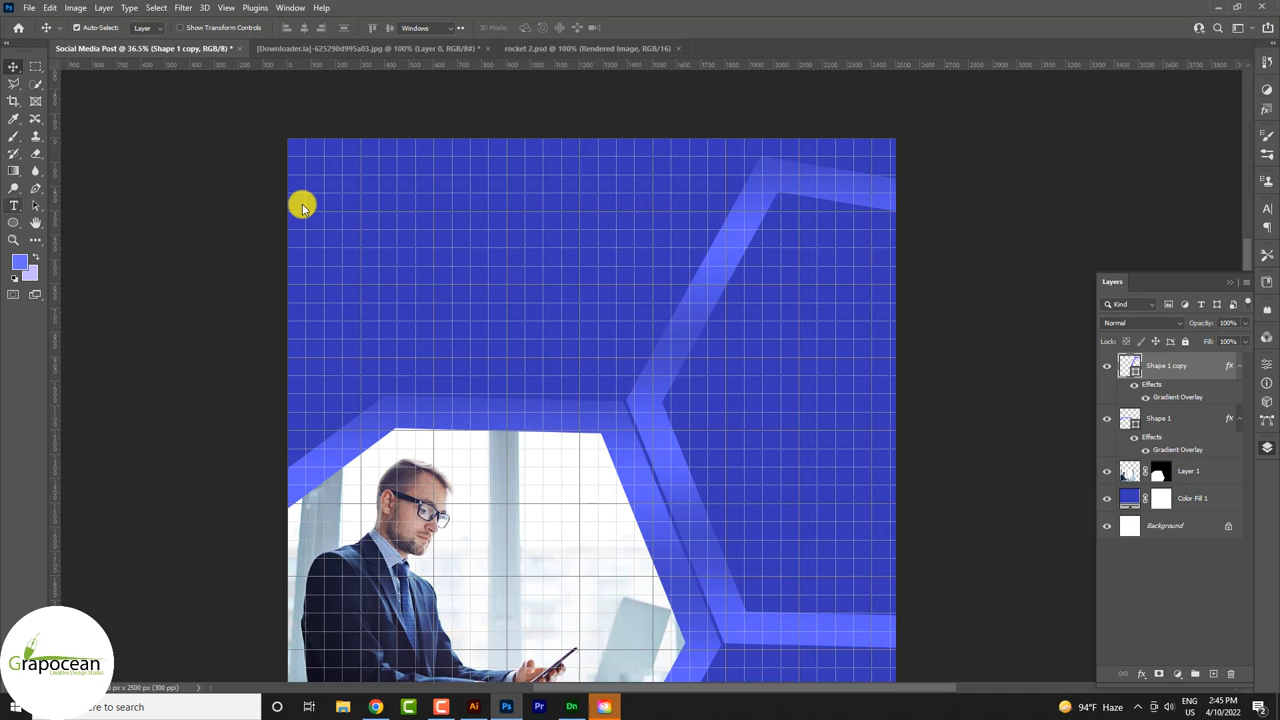 File Edit Image Layer Type Select Filter 3D View Plugins Window Help
Auto-Select: Layer Show Transform Controls Windows 3D Mode:
Social Media Post @ 36.5% (Shape 1 copy, RGB/8) * × [Downloader.la]-625290d995a03.jpg @ 100% (Layer 0, RGB/8#) * × rocket 2.psd @ 100% (Rendered Image, RGB/16) ×
Layers
Kind
Normal Opacity: 100%
Lock: Fill: 100%
Shape 1 copy fx
Effects
Gradient Overlay
Shape 1 fx
Effects
Gradient Overlay
Layer 1
Color Fill 1
Background
Grapocean
Creative Design Studio
px x 2500 px (300 ppi)
here to search
94°F Haze
ENG
US
2:45 PM
4/10/2022